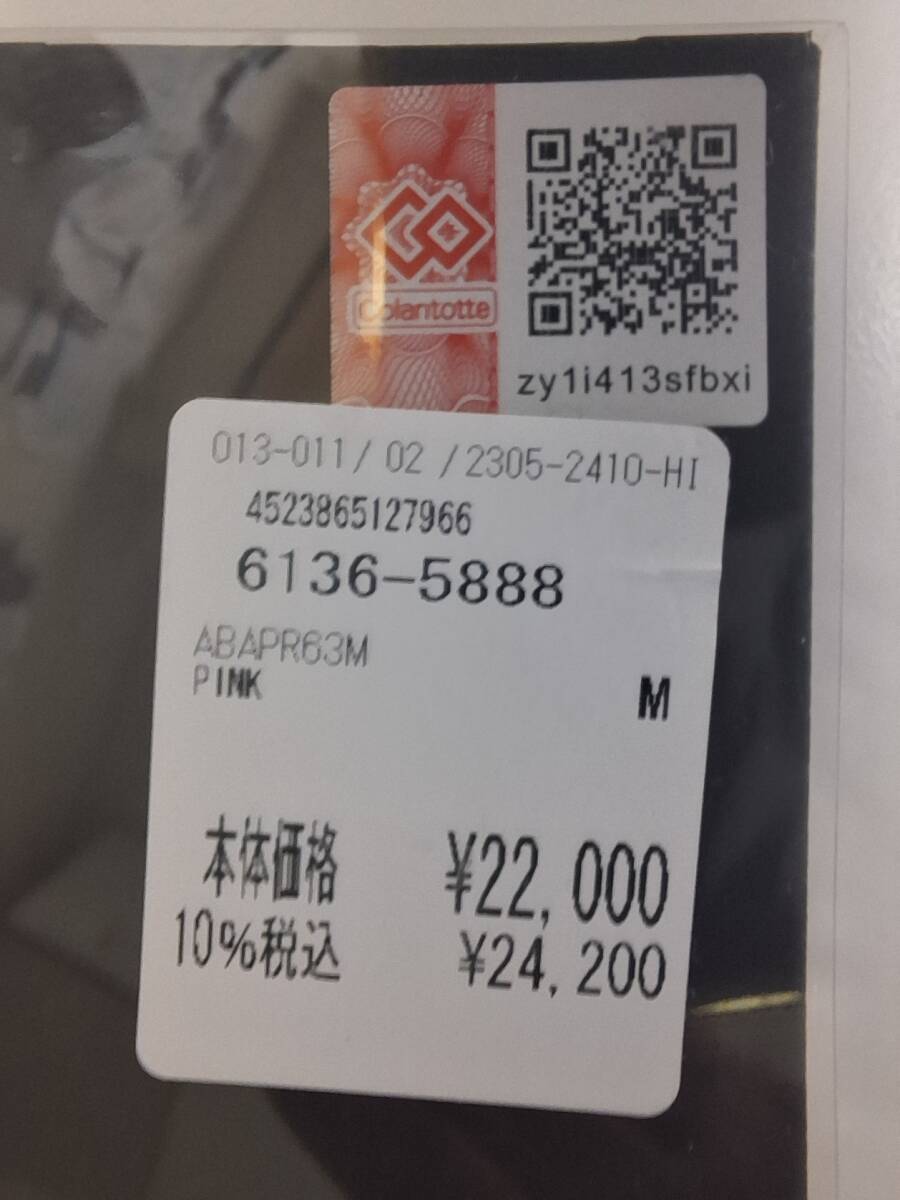 Colantotte
zy1i413sfbxi
013-011/ 02 /2305-2410-HI
4523865127966
6136-5888
ABAPR63M
PINK
M
本体価格 ¥22,000
10%税込 ¥24,200